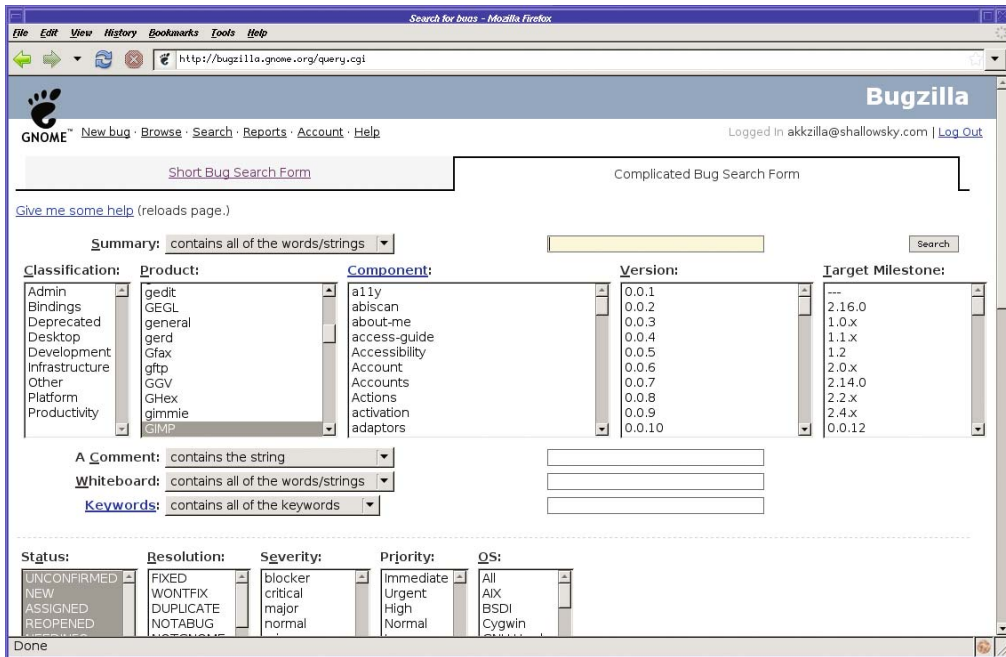 Search for bugs - Mozilla Firefox
File Edit View History Bookmarks Tools Help
http://bugzilla.gnome.org/query.cgi
Bugzilla
GNOME™ New bug · Browse · Search · Reports · Account · Help
Logged In akkzilla@shallowsky.com | Log Out
Short Bug Search Form
Complicated Bug Search Form
Give me some help (reloads page.)
Summary: contains all of the words/strings
Search
Classification:
Admin
Bindings
Deprecated
Desktop
Development
Infrastructure
Other
Platform
Productivity
Product:
gedit
GEGL
general
gerd
Gfax
gftp
GGV
GHex
gimmie
GIMP
Component:
a11y
abiscan
about-me
access-guide
Accessibility
Account
Accounts
Actions
activation
adaptors
Version:
0.0.1
0.0.2
0.0.3
0.0.4
0.0.5
0.0.6
0.0.7
0.0.8
0.0.9
0.0.10
Target Milestone:
---
2.16.0
1.0.x
1.1.x
1.2
2.0.x
2.14.0
2.2.x
2.4.x
0.0.12
A Comment: contains the string
Whiteboard: contains all of the words/strings
Keywords: contains all of the keywords
Status:
UNCONFIRMED
NEW
ASSIGNED
REOPENED
Resolution:
FIXED
WONTFIX
DUPLICATE
NOTABUG
NOTGNOME
Severity:
blocker
critical
major
normal
Priority:
Immediate
Urgent
High
Normal
OS:
All
AIX
BSDI
Cygwin
Done